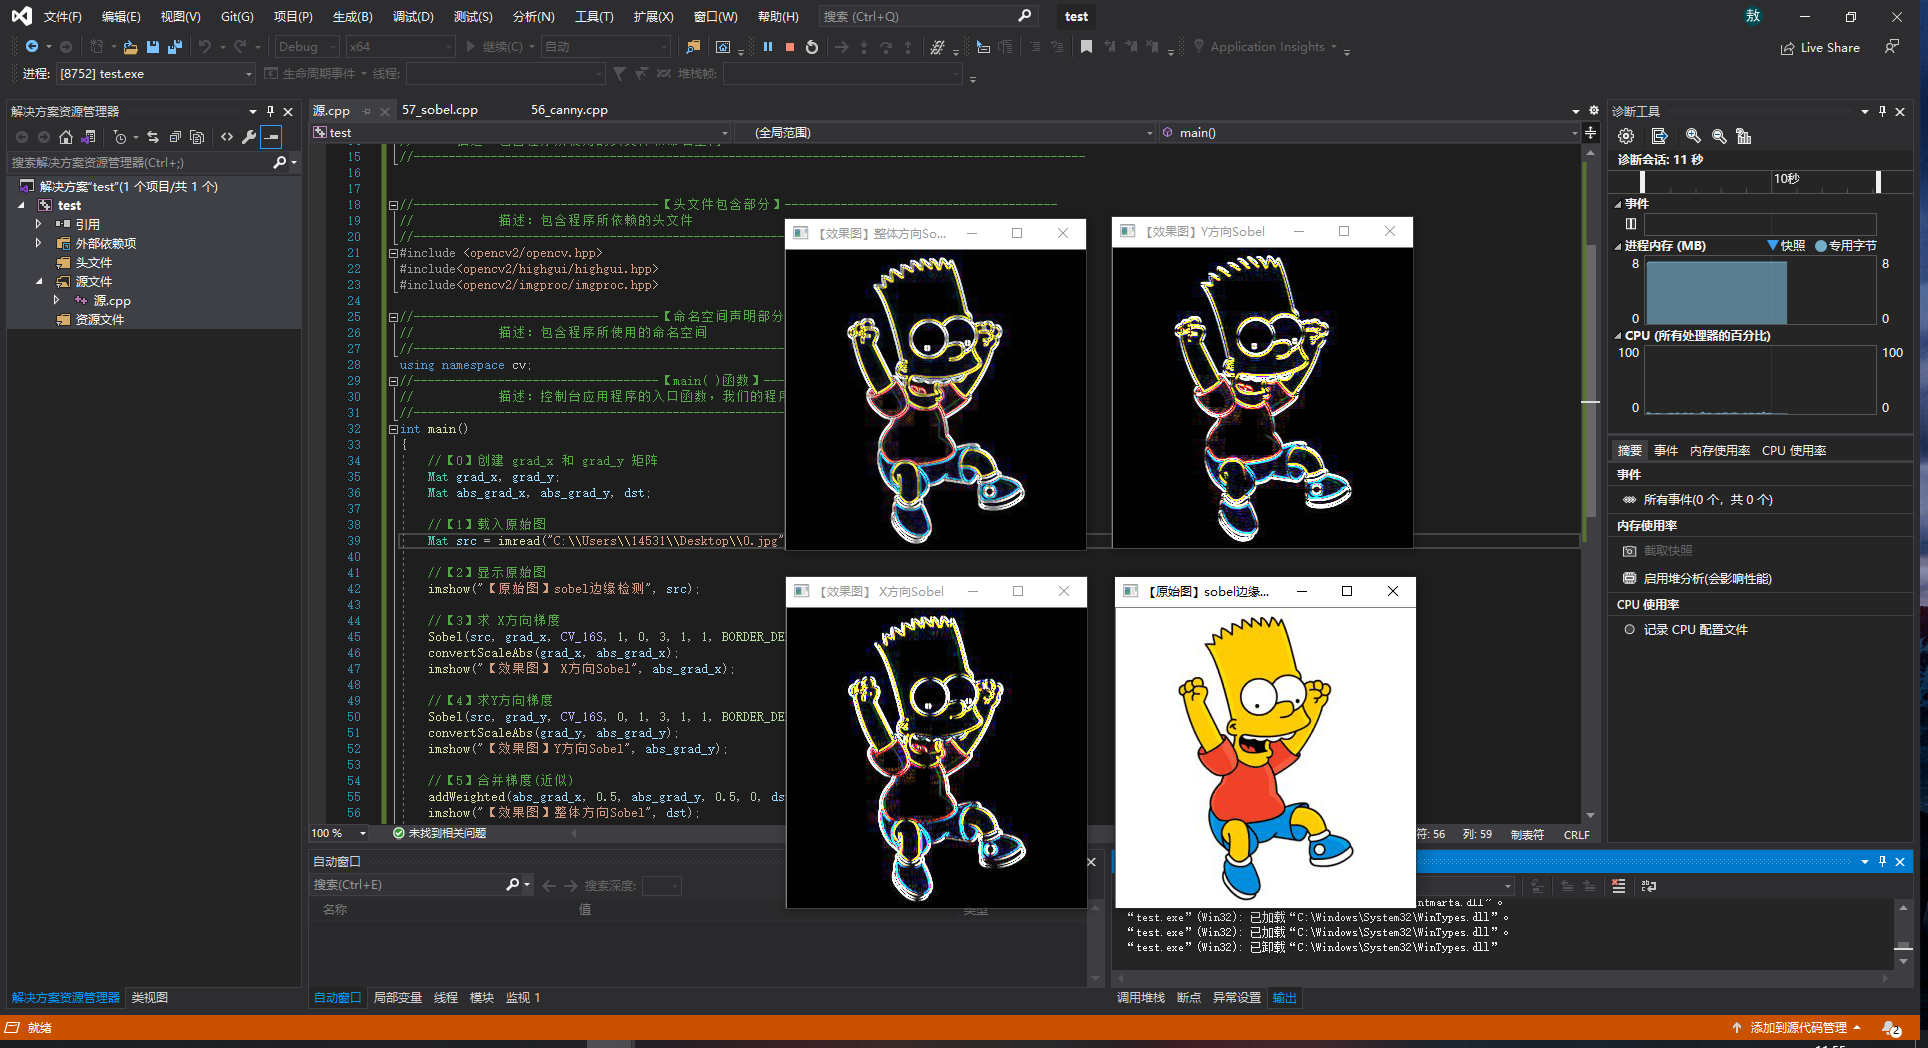 文件(F) 编辑(E) 视图(V) Git(G) 项目(P) 生成(B) 调试(D) 测试(S) 分析(N) 工具(T) 扩展(X) 窗口(W) 帮助(H) 搜索 (Ctrl+Q) test 敖
Debug x64 继续(C) 自动 Application Insights Live Share
进程: [8752] test.exe 生命周期事件 线程: 堆栈帧:
解决方案资源管理器
搜索解决方案资源管理器(Ctrl+;)
解决方案"test"(1 个项目/共 1 个)
test
引用
外部依赖项
头文件
源文件
源.cpp
资源文件
解决方案资源管理器 类视图
源.cpp 57_sobel.cpp 56_canny.cpp
test (全局范围) main()
15 //------------------------------------------------------------------------------------------------
16
17
18 //-----------------------------------【头文件包含部分】---------------------------------------
19 // 描述：包含程序所依赖的头文件
20 //------------------------------------------------------
21 #include <opencv2/opencv.hpp>
22 #include<opencv2/highgui/highgui.hpp>
23 #include<opencv2/imgproc/imgproc.hpp>
24
25 //-----------------------------------【命名空间声明部分
26 // 描述：包含程序所使用的命名空间
27 //------------------------------------------------------
28 using namespace cv;
29 //-----------------------------------【main( )函数】---
30 // 描述：控制台应用程序的入口函数，我们的程序
31 //------------------------------------------------------
32 int main()
33 {
34 //【0】创建 grad_x 和 grad_y 矩阵
35 Mat grad_x, grad_y;
36 Mat abs_grad_x, abs_grad_y, dst;
37
38 //【1】载入原始图
39 Mat src = imread("C:\\Users\\14531\\Desktop\\0.jpg"
40
41 //【2】显示原始图
42 imshow("【原始图】sobel边缘检测", src);
43
44 //【3】求 X方向梯度
45 Sobel(src, grad_x, CV_16S, 1, 0, 3, 1, 1, BORDER_DE
46 convertScaleAbs(grad_x, abs_grad_x);
47 imshow("【效果图】 X方向Sobel", abs_grad_x);
48
49 //【4】求Y方向梯度
50 Sobel(src, grad_y, CV_16S, 0, 1, 3, 1, 1, BORDER_DE
51 convertScaleAbs(grad_y, abs_grad_y);
52 imshow("【效果图】Y方向Sobel", abs_grad_y);
53
54 //【5】合并梯度(近似)
55 addWeighted(abs_grad_x, 0.5, abs_grad_y, 0.5, 0, ds
56 imshow("【效果图】整体方向Sobel", dst);
100 % 未找到相关问题 符: 56 列: 59 制表符 CRLF
【效果图】整体方向So...
【效果图】Y方向Sobel
【效果图】 X方向Sobel
【原始图】sobel边缘...
自动窗口
搜索(Ctrl+E) 搜索深度:
名称 值 类型
自动窗口 局部变量 线程 模块 监视 1
ntmarta.dll"。
"test.exe"(Win32): 已加载"C:\Windows\System32\WinTypes.dll"。
"test.exe"(Win32): 已加载"C:\Windows\System32\WinTypes.dll"。
"test.exe"(Win32): 已卸载"C:\Windows\System32\WinTypes.dll"
调用堆栈 断点 异常设置 输出
诊断工具
诊断会话: 11 秒
10秒
事件
进程内存 (MB) 快照 专用字节
8 8
0 0
CPU (所有处理器的百分比)
100 100
0 0
摘要 事件 内存使用率 CPU 使用率
事件
所有事件(0 个，共 0 个)
内存使用率
截取快照
启用堆分析(会影响性能)
CPU 使用率
记录 CPU 配置文件
就绪 添加到源代码管理 2